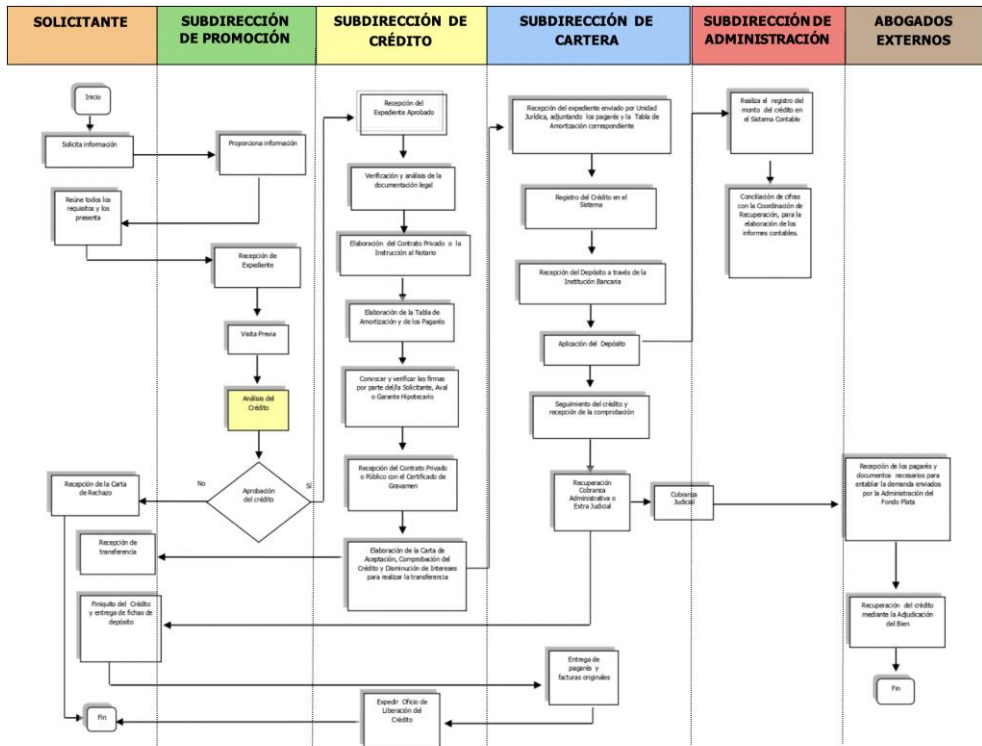 SOLICITANTE
SUBDIRECCIÓN
DE PROMOCIÓN
SUBDIRECCIÓN DE
CRÉDITO
SUBDIRECCIÓN DE
CARTERA
SUBDIRECCIÓN DE
ADMINISTRACIÓN
ABOGADOS
EXTERNOS
Inicio
Solicita información
Proporciona información
Reúne todos los
requisitos y los
presenta
Recepción de
Expediente
Visita Previa
Análisis del
Crédito
Aprobación
del crédito
No
Sí
Recepción de la Carta
de Rechazo
Recepción de
transferencia
Finiquito del Crédito
y entrega de fichas de
depósito
Fin
Recepción del
Expediente Aprobado
Verificación y análisis de la
documentación legal
Elaboración del Contrato Privado o la
Instrucción al Notario
Elaboración de la Tabla de
Amortización y de los Pagarés
Convocar y verificar las firmas
por parte del/la Solicitante, Aval
o Garante Hipotecario
Recepción del Contrato Privado
o Público con el Certificado de
Gravamen
Elaboración de la Carta de
Aceptación, Comprobación del
Crédito y Disminución de Intereses
para realizar la transferencia
Expedir Oficio de
Liberación del
Crédito
Recepción del expediente enviado por Unidad
Jurídica, adjuntando los pagarés y la Tabla de
Amortización correspondiente
Registro del Crédito en el
Sistema
Recepción del Depósito a través de la
Institución Bancaria
Aplicación del Depósito
Seguimiento del crédito y
recepción de la comprobación
Recuperación
Cobranza
Administrativa o
Extra Judicial
Entrega de
pagarés y
facturas originales
Cobranza
Judicial
Realiza el registro del
monto del crédito en
el Sistema Contable
Conciliación de cifras
con la Coordinación de
Recuperación, para la
elaboración de los
informes contables.
Recepción de los pagarés y
documentos necesarios para
entablar la demanda enviados
por la Administración del
Fondo Plata
Recuperación del crédito
mediante la Adjudicación
del Bien
Fin